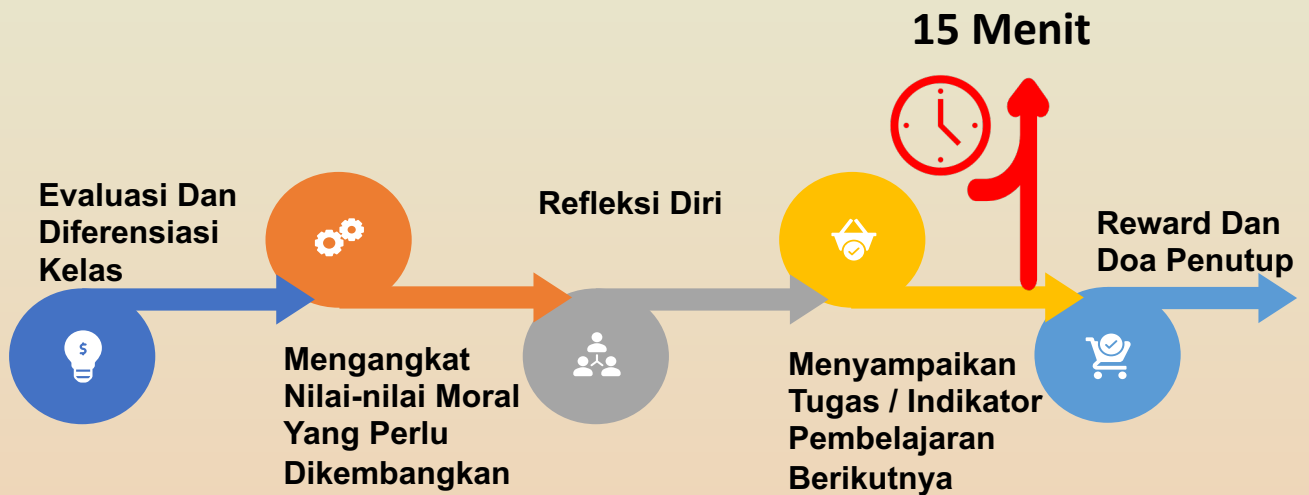 15 Menit
Evaluasi Dan
Diferensiasi
Kelas
Mengangkat
Nilai-nilai Moral
Yang Perlu
Dikembangkan
Refleksi Diri
Menyampaikan
Tugas / Indikator
Pembelajaran
Berikutnya
Reward Dan
Doa Penutup
$